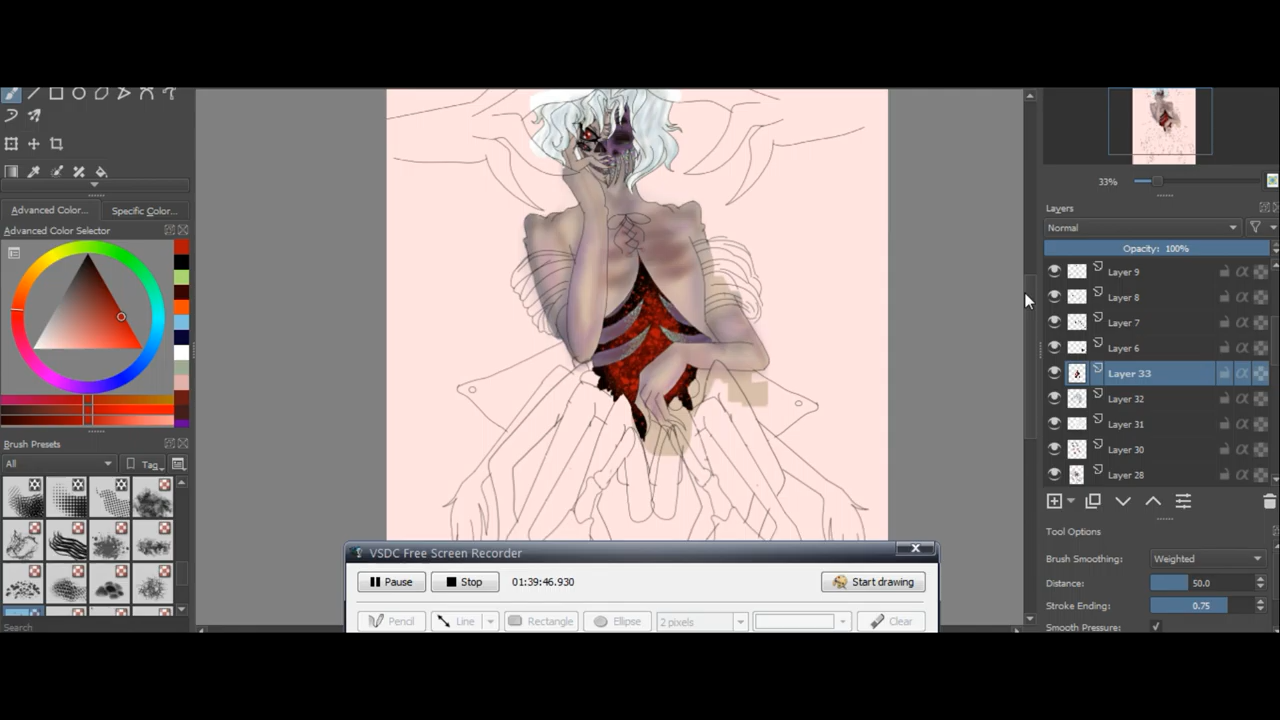 33%
Advanced Color...
Specific Color...
Advanced Color Selector
Layers
Normal
Opacity: 100%
Layer 9
Layer 8
Layer 7
Layer 6
Layer 33
Layer 32
Layer 31
Layer 30
Layer 28
Brush Presets
All
Tag
Tool Options
Brush Smoothing:
Weighted
Distance:
50.0
Stroke Ending:
0.75
Smooth Pressure:
Search
VSDC Free Screen Recorder
Pause
Stop
01:39:46.930
Start drawing
Pencil
Line
Rectangle
Ellipse
2 pixels
Clear